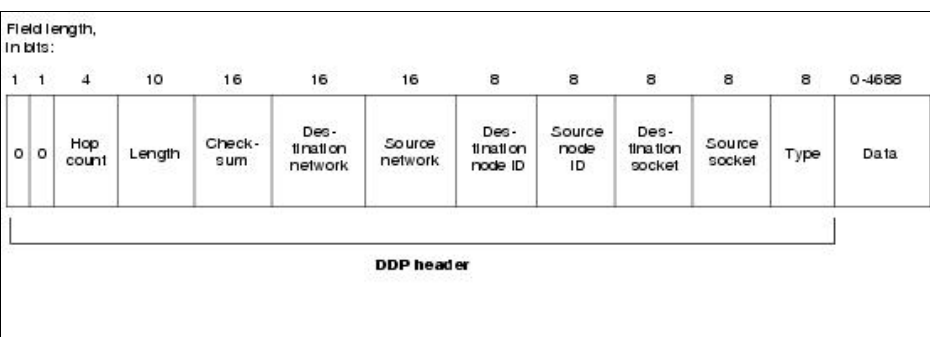 Field length,
in bits:
1 1 4 10 16 16 16 8 8 8 8 8 0-4688
0
0
Hop
count
Length
Check-
sum
Des-
tination
network
Source
network
Des-
tination
node ID
Source
node
ID
Des-
tination
socket
Source
socket
Type
Data
DDP header